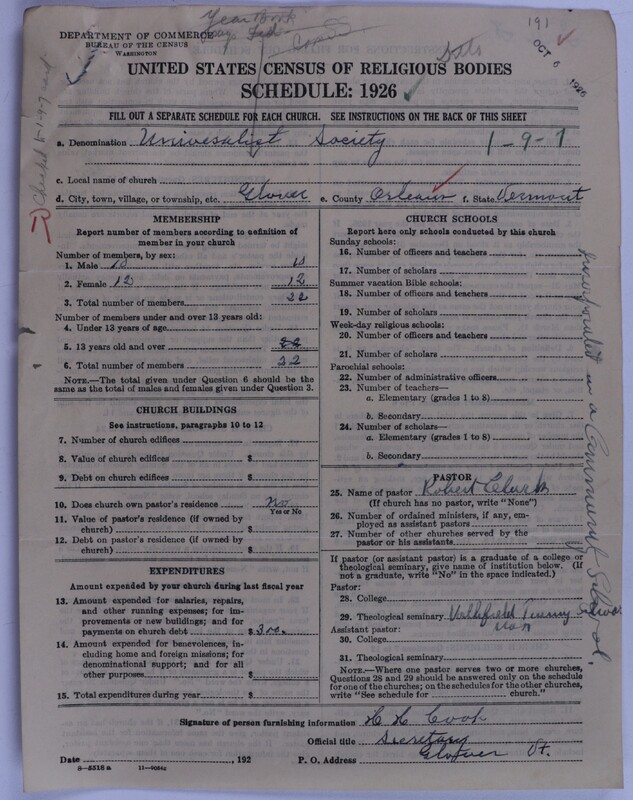 DEPARTMENT OF COMMERCE
BUREAU OF THE CENSUS
WASHINGTON
Year Book
191
OCT 6 1926
UNITED STATES CENSUS OF RELIGIOUS BODIES
SCHEDULE: 1926
FILL OUT A SEPARATE SCHEDULE FOR EACH CHURCH. SEE INSTRUCTIONS ON THE BACK OF THIS SHEET
a. Denomination Univesalist Society 1-9-7
c. Local name of church
d. City, town, village, or township, etc. Glover e. County Orleans f. State Vermont
MEMBERSHIP
Report number of members according to definition of
member in your church
Number of members, by sex:
1. Male 10 10
2. Female 12 12
3. Total number of members 22
Number of members under and over 13 years old:
4. Under 13 years of age
5. 13 years old and over 22
6. Total number of members 22
NOTE.—The total given under Question 6 should be
the same as the total of males and females given under Question 3.
CHURCH BUILDINGS
See instructions, paragraphs 10 to 12
7. Number of church edifices
8. Value of church edifices $
9. Debt on church edifices $
10. Does church own pastor's residence No
Yes or No
11. Value of pastor's residence (if owned by
church) $
12. Debt on pastor's residence (if owned by
church) $
EXPENDITURES
Amount expended by your church during last fiscal year
13. Amount expended for salaries, repairs,
and other running expenses; for im-
provements or new buildings; and for
payments on church debt $ 300.
14. Amount expended for benevolences, in-
cluding home and foreign missions; for
denominational support; and for all
other purposes $
15. Total expenditures during year $
CHURCH SCHOOLS
Report here only schools conducted by this church
Sunday schools:
16. Number of officers and teachers
17. Number of scholars
Summer vacation Bible schools:
18. Number of officers and teachers
19. Number of scholars
Week-day religious schools:
20. Number of officers and teachers
21. Number of scholars
Parochial schools:
22. Number of administrative officers
23. Number of teachers—
a. Elementary (grades 1 to 8)
b. Secondary
24. Number of scholars—
a. Elementary (grades 1 to 8)
b. Secondary
in a Community School.
PASTOR
25. Name of pastor Robert Clark
(If church has no pastor, write "None")
26. Number of ordained ministers, if any, em-
ployed as assistant pastors
27. Number of other churches served by the
pastor or his assistants
If pastor (or assistant pastor) is a graduate of a college or
theological seminary, give name of institution below. (If
not a graduate, write "No" in the space indicated.)
Pastor:
28. College
29. Theological seminary
Assistant pastor:
30. College
31. Theological seminary
NOTE.—Where one pastor serves two or more churches,
Questions 28 and 29 should be answered only on the schedule
for one of the churches; on the schedules for the other churches,
write "See schedule for church."
Signature of person furnishing information H H Cook
Official title Secretary
Date , 192 P. O. Address Glover Vt.
8-5518 a 11-9554c